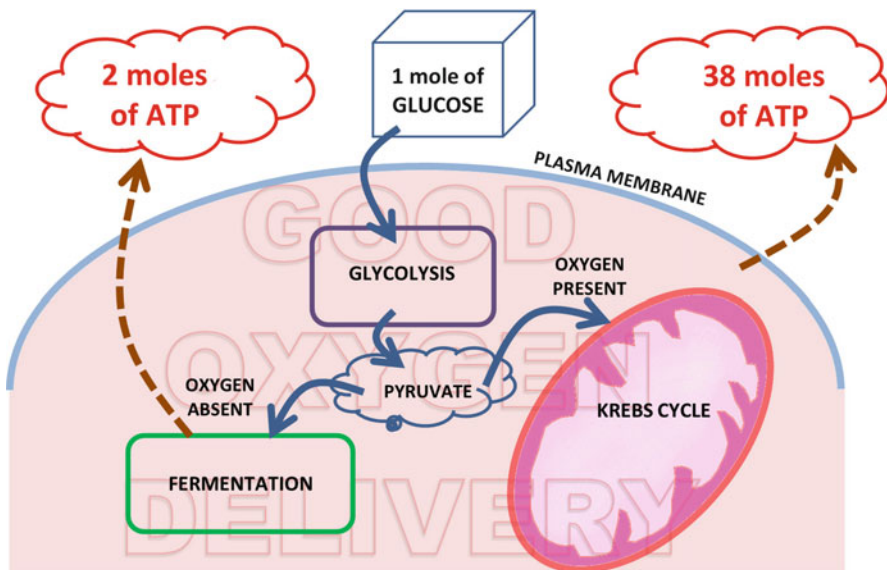 2 moles
of ATP
1 mole of
GLUCOSE
38 moles
of ATP
PLASMA MEMBRANE
GOOD
GLYCOLYSIS
OXYGEN
PRESENT
OXYGEN
OXYGEN
ABSENT
PYRUVATE
KREBS CYCLE
FERMENTATION
DELIVERY